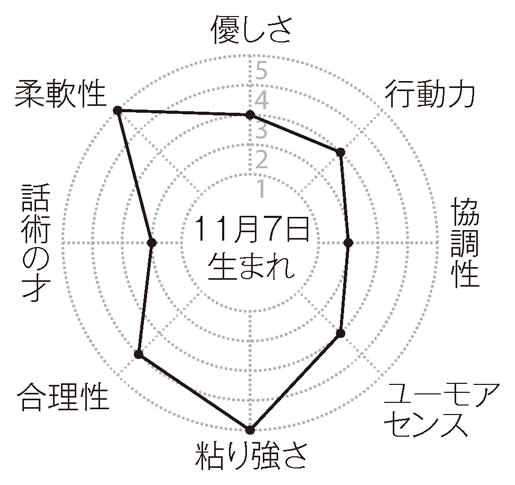 優しさ
行動力
協調性
ユーモア
センス
粘り強さ
合理性
話術の才
柔軟性
5
4
3
2
1
11月7日
生まれ